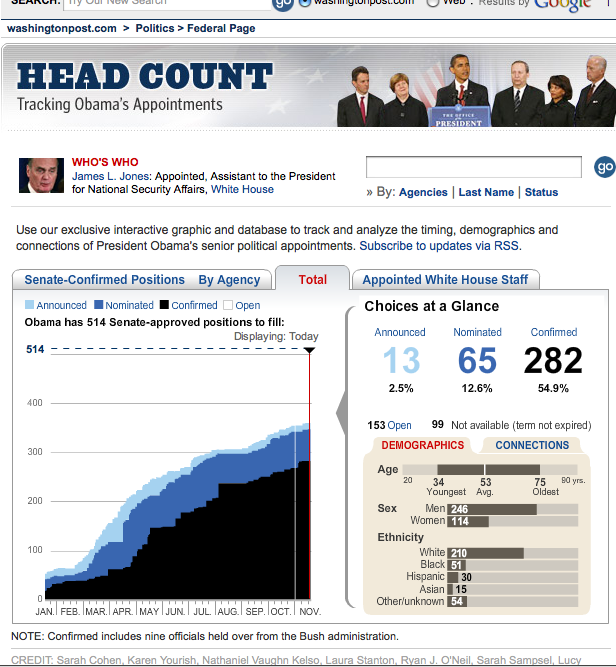 SEARCH: Try Our New Search go washingtonpost.com Web : Results by Google
washingtonpost.com > Politics > Federal Page
HEAD COUNT
Tracking Obama's Appointments
THE OFFICE
PRESIDENT
WHO'S WHO
James L. Jones: Appointed, Assistant to the President
for National Security Affairs, White House
go
» By: Agencies | Last Name | Status
Use our exclusive interactive graphic and database to track and analyze the timing, demographics and
connections of President Obama's senior political appointments. Subscribe to updates via RSS.
Senate-Confirmed Positions By Agency Total Appointed White House Staff
Announced Nominated Confirmed Open
Obama has 514 Senate-approved positions to fill:
Displaying: Today
514
400
300
200
100
0
JAN. FEB. MAR. APR. MAY JUN. JUL. AUG. SEP. OCT. NOV.
Choices at a Glance
Announced Nominated Confirmed
13 65 282
2.5% 12.6% 54.9%
153 Open 99 Not available (term not expired)
DEMOGRAPHICS CONNECTIONS
Age
20 34 53 75 90 yrs.
Youngest Avg. Oldest
Sex Men 246
Women 114
Ethnicity
White 210
Black 51
Hispanic 30
Asian 15
Other/unknown 54
NOTE: Confirmed includes nine officials held over from the Bush administration.
CREDIT: Sarah Cohen, Karen Yourish, Nathaniel Vaughn Kelso, Laura Stanton, Ryan J. O'Neil, Sarah Sampsel, Lucy